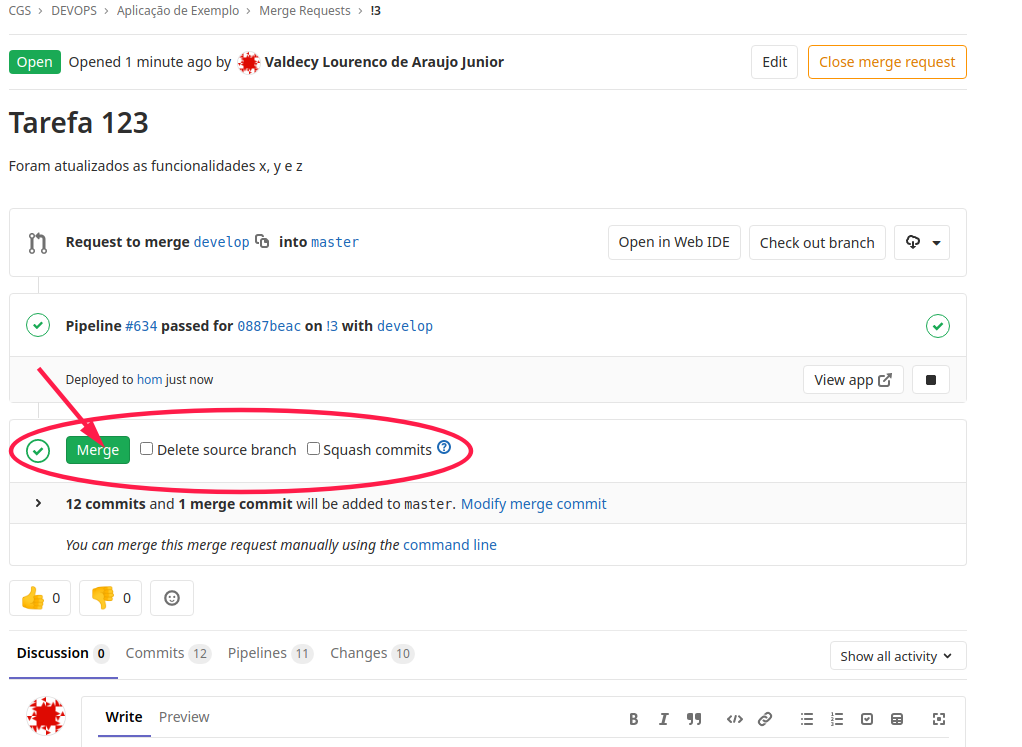 CGS > DEVOPS > Aplicação de Exemplo > Merge Requests > !3
Open Opened 1 minute ago by Valdecy Lourenco de Araujo Junior Edit Close merge request
Tarefa 123
Foram atualizados as funcionalidades x, y e z
Request to merge develop into master Open in Web IDE Check out branch
Pipeline #634 passed for 0887beac on !3 with develop
Deployed to hom just now View app
Merge Delete source branch Squash commits ?
> 12 commits and 1 merge commit will be added to master. Modify merge commit
You can merge this merge request manually using the command line
👍 0 👎 0
Discussion 0 Commits 12 Pipelines 11 Changes 10 Show all activity
Write Preview B I